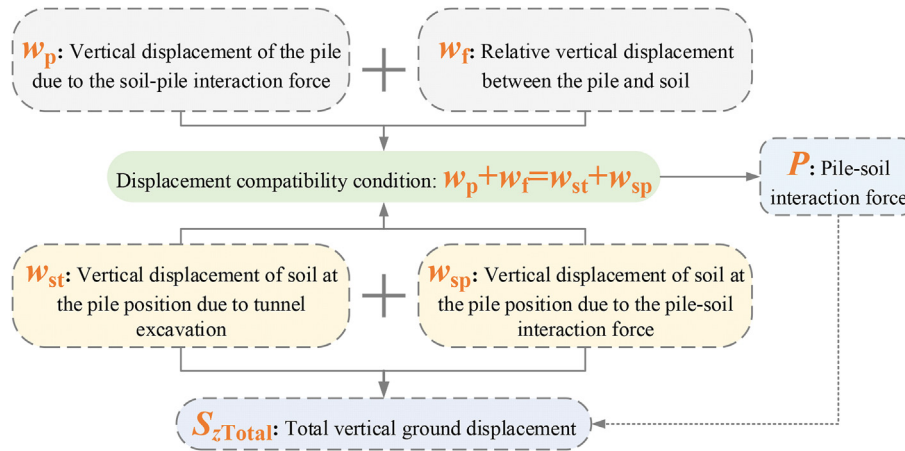 wp: Vertical displacement of the pile
due to the soil-pile interaction force
+
wf: Relative vertical displacement
between the pile and soil
Displacement compatibility condition: wp+wf=wst+wsp
P: Pile-soil
interaction force
wst: Vertical displacement of soil at
the pile position due to tunnel
excavation
+
wsp: Vertical displacement of soil at
the pile position due to the pile-soil
interaction force
SzTotal: Total vertical ground displacement